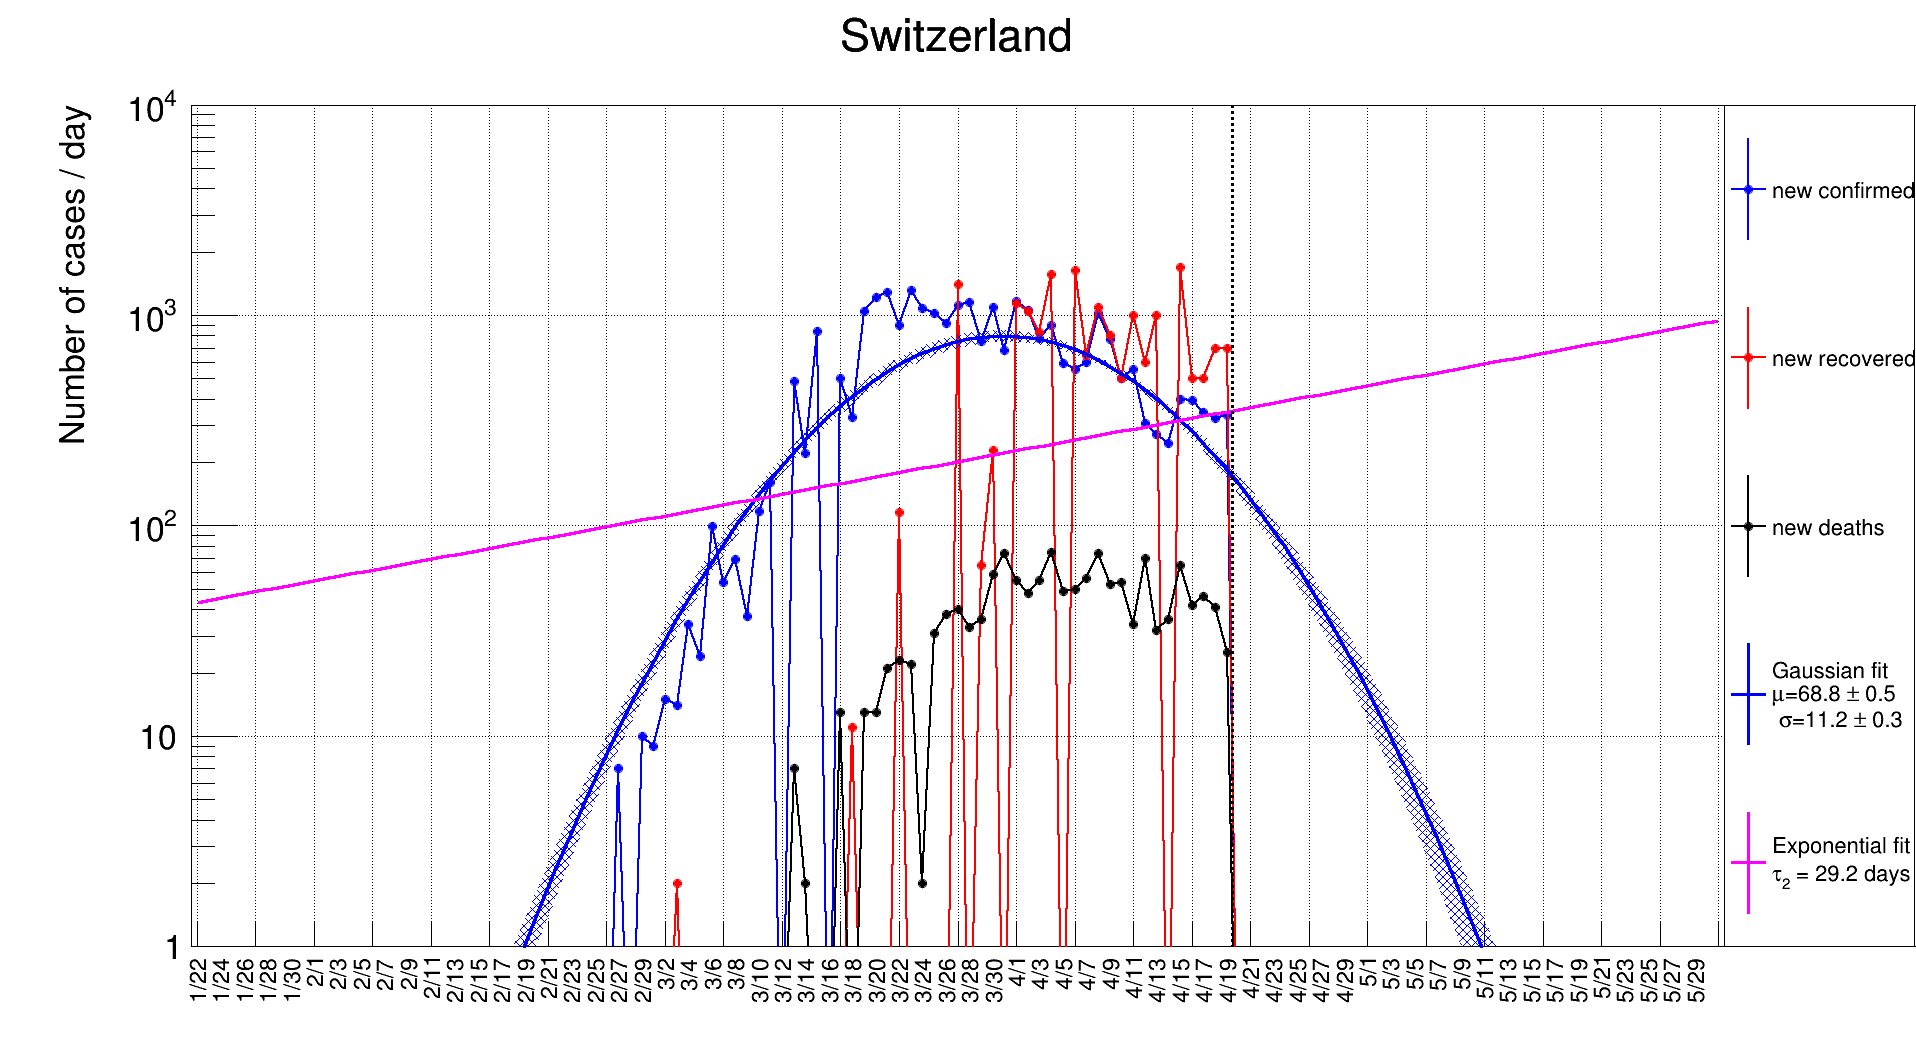 Switzerland
Number of cases / day
10^4
10^3
10^2
10
1
1/22 1/24 1/26 1/28 1/30 2/1 2/3 2/5 2/7 2/9 2/11 2/13 2/15 2/17 2/19 2/21 2/23 2/25 2/27 2/29 3/2 3/4 3/6 3/8 3/10 3/12 3/14 3/16 3/18 3/20 3/22 3/24 3/26 3/28 3/30 4/1 4/3 4/5 4/7 4/9 4/11 4/13 4/15 4/17 4/19 4/21 4/23 4/25 4/27 4/29 5/1 5/3 5/5 5/7 5/9 5/11 5/13 5/15 5/17 5/19 5/21 5/23 5/25 5/27 5/29
new confirmed
new recovered
new deaths
Gaussian fit
μ=68.8 ± 0.5
σ=11.2 ± 0.3
Exponential fit
τ₂ = 29.2 days